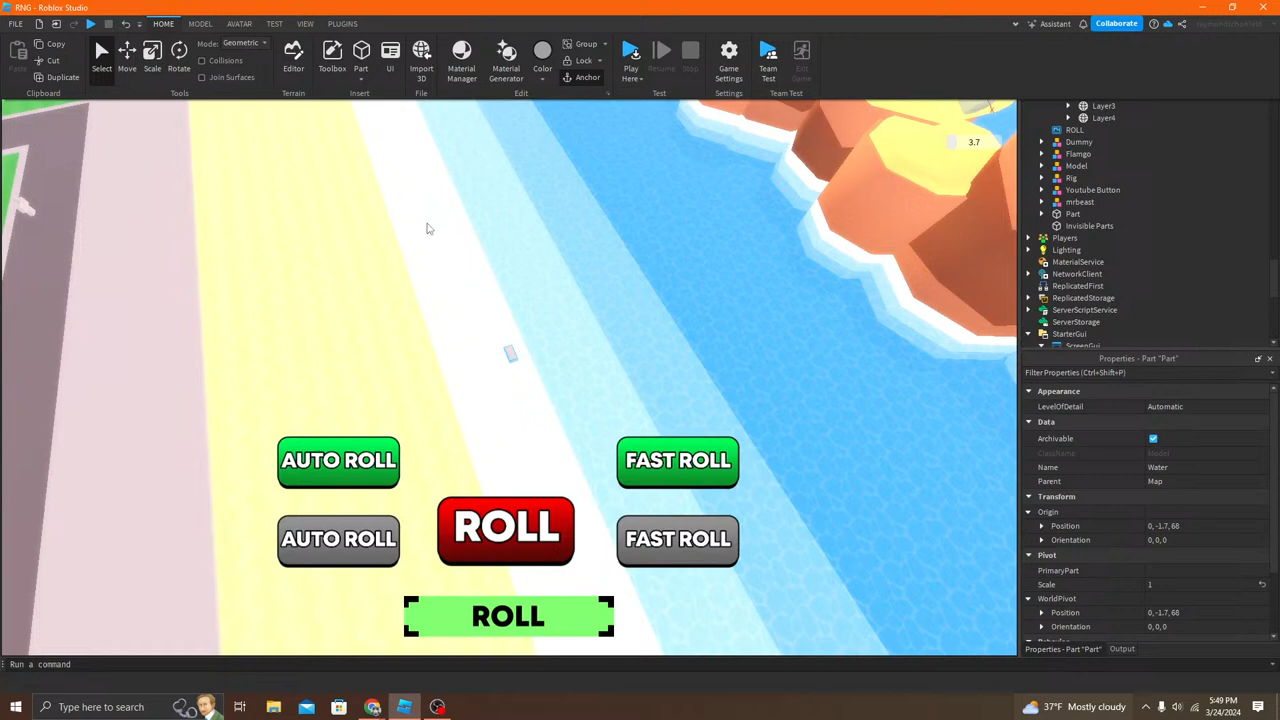 RNG - Roblox Studio
FILE HOME MODEL AVATAR TEST VIEW PLUGINS Assistant Collaborate
Paste Copy Cut Duplicate Clipboard
Select Move Scale Rotate Mode: Geometric Collisions Join Surfaces Tools
Editor Terrain
Toolbox Part UI Insert
Import 3D File
Material Manager Material Generator Color Group Lock Anchor Edit
Play Here Resume Stop Test
Game Settings Settings
Team Test Exit Game Team Test
3.7
Layer3
Layer4
ROLL
Dummy
Flamgo
Model
Rig
Youtube Button
mrbeast
Part
Invisible Parts
Players
Lighting
MaterialService
NetworkClient
ReplicatedFirst
ReplicatedStorage
ServerScriptService
ServerStorage
StarterGui
ScreenGui
Properties - Part "Part"
Filter Properties (Ctrl+Shift+P)
Appearance
LevelOfDetail Automatic
Data
Archivable
ClassName Model
Name Water
Parent Map
Transform
Origin
Position 0, -1.7, 68
Orientation 0, 0, 0
Pivot
PrimaryPart
Scale 1
WorldPivot
Position 0, -1.7, 68
Orientation 0, 0, 0
Behavior
Properties - Part "Part" Output
AUTO ROLL FAST ROLL
AUTO ROLL ROLL FAST ROLL
ROLL
Run a command
Type here to search
37°F Mostly cloudy
5:49 PM
3/24/2024